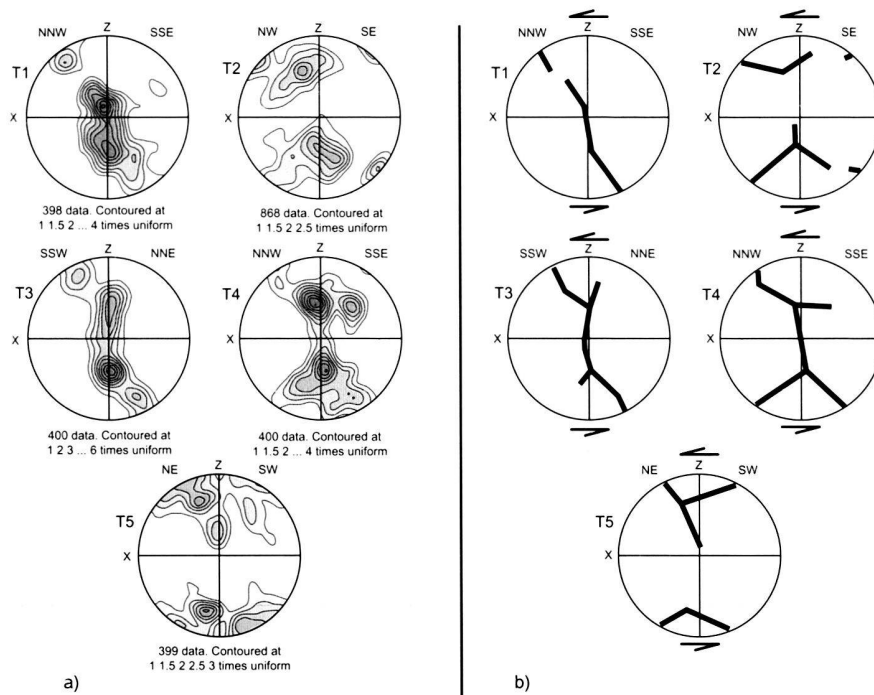 NNW Z SSE
T1
X
398 data. Contoured at
1 1.5 2 ... 4 times uniform
NW Z SE
T2
868 data. Contoured at
1 1.5 2 2.5 times uniform
SSW Z NNE
T3
X
400 data. Contoured at
1 2 3 ... 6 times uniform
NNW Z SSE
T4
400 data. Contoured at
1 1.5 2 ... 4 times uniform
NE Z SW
T5
X
399 data. Contoured at
1 1.5 2 2.5 3 times uniform
a)
NNW Z SSE
T1
X
NW Z SE
T2
SSW Z NNE
T3
X
NNW Z SSE
T4
NE Z SW
T5
X
b)